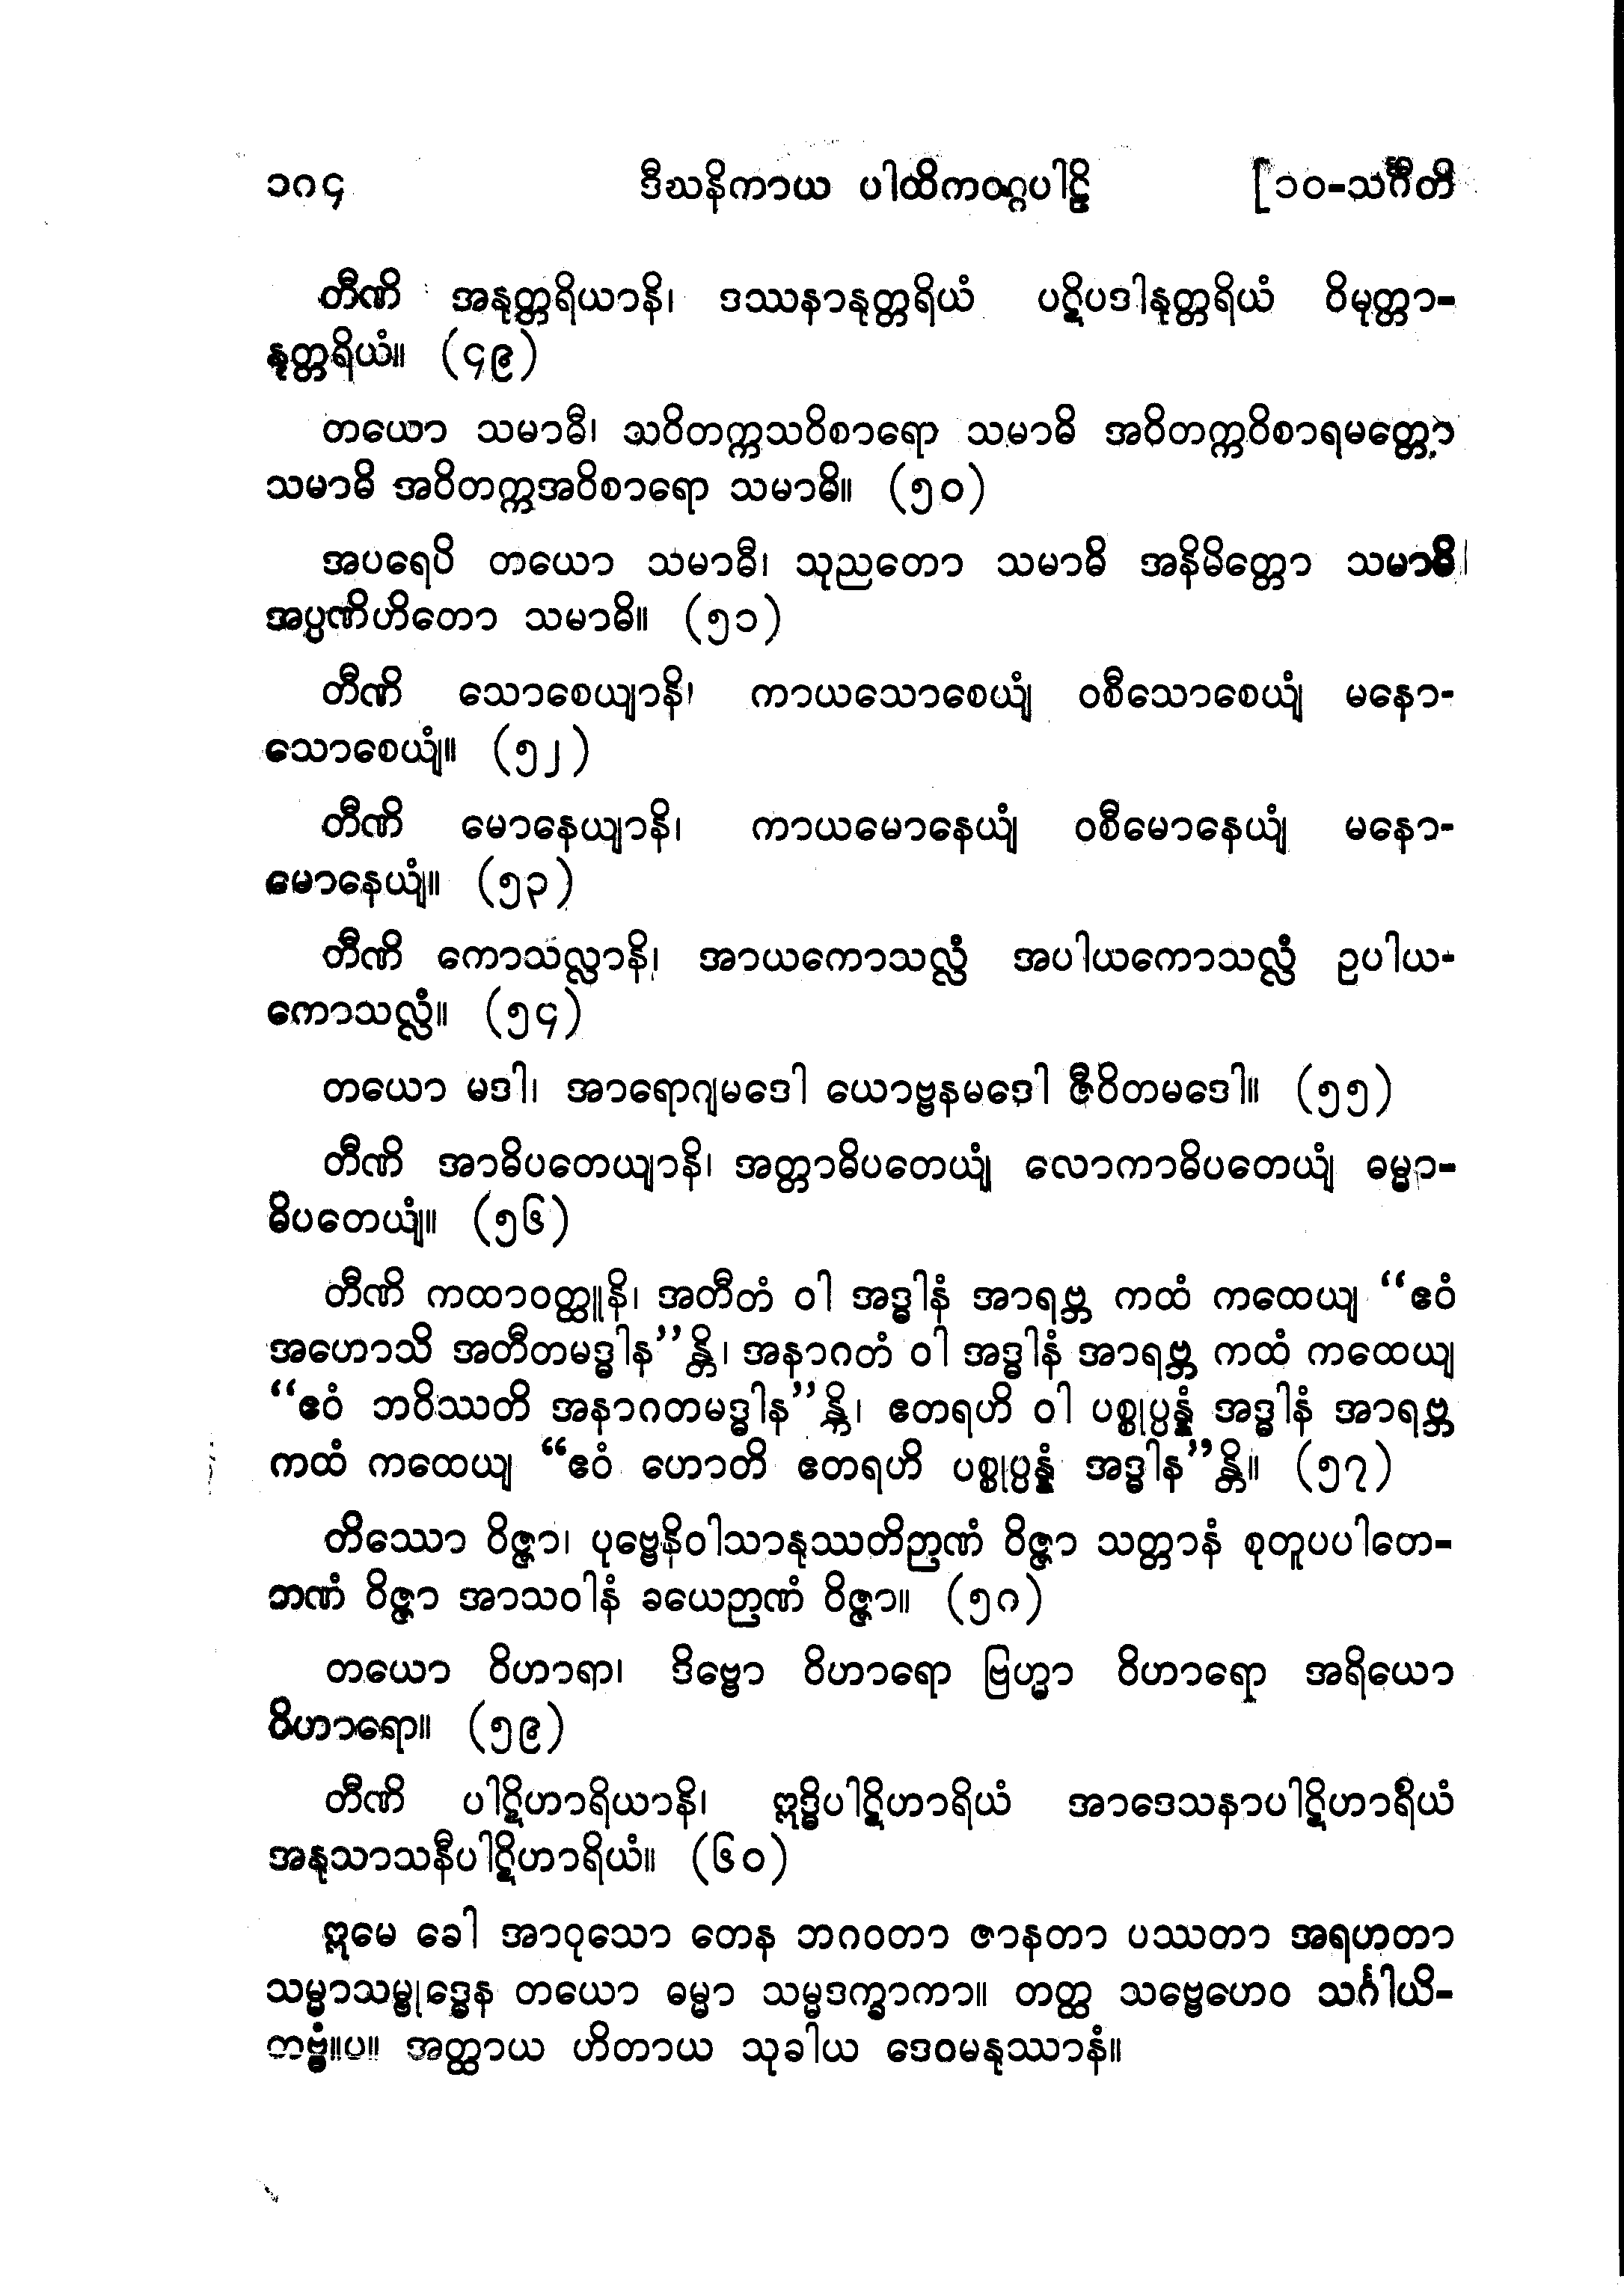 ၁၈၄ ဒီဃနိကာယ ပါထိကဝဂ္ဂပါဠိ [၁၀-သင်္ဂီတိ
တီဏိ အနုတ္တရိယာနိ၊ ဒဿနာနုတ္တရိယံ ပဋိပဒါနုတ္တရိယံ ဝိမုတ္တာ-
နုတ္တရိယံ။ (၄၉)
တယော သမာဓီ၊ သဝိတက္ကသဝိစာရော သမာဓိ အဝိတက္ကဝိစာရမတ္တော
သမာဓိ အဝိတက္ကအဝိစာရော သမာဓိ။ (၅၀)
အပရေပိ တယော သမာဓီ၊ သုညတော သမာဓိ အနိမိတ္တော သမာဓိ
အပ္ပဏိဟိတော သမာဓိ။ (၅၁)
တီဏိ သောစေယျာနိ၊ ကာယသောစေယျံ ဝစီသောစေယျံ မနော-
သောစေယျံ။ (၅၂)
တီဏိ မောနေယျာနိ၊ ကာယမောနေယျံ ဝစီမောနေယျံ မနော-
မောနေယျံ။ (၅၃)
တီဏိ ကောသလ္လာနိ၊ အာယကောသလ္လံ အပါယကောသလ္လံ ဥပါယ-
ကောသလ္လံ။ (၅၄)
တယော မဒါ၊ အာရောဂျမဒေါ ယောဗ္ဗနမဒေါ ဇီဝိတမဒေါ။ (၅၅)
တီဏိ အာဓိပတေယျာနိ၊ အတ္တာဓိပတေယျံ လောကာဓိပတေယျံ ဓမ္မာ-
ဓိပတေယျံ။ (၅၆)
တီဏိ ကထာဝတ္ထူနိ၊ အတီတံ ဝါ အဒ္ဓါနံ အာရဗ္ဘ ကထံ ကထေယျ “ဧဝံ
အဟောသိ အတီတမဒ္ဓါန”န္တိ၊ အနာဂတံ ဝါ အဒ္ဓါနံ အာရဗ္ဘ ကထံ ကထေယျ
“ဧဝံ ဘဝိဿတိ အနာဂတမဒ္ဓါန”န္တိ၊ ဧတရဟိ ဝါ ပစ္စုပ္ပန္နံ အဒ္ဓါနံ အာရဗ္ဘ
ကထံ ကထေယျ “ဧဝံ ဟောတိ ဧတရဟိ ပစ္စုပ္ပန္နံ အဒ္ဓါန”န္တိ။ (၅၇)
တိဿော ဝိဇ္ဇာ၊ ပုဗ္ဗေနိဝါသာနုဿတိဉာဏံ ဝိဇ္ဇာ သတ္တာနံ စုတူပပါတေ-
ဉာဏံ ဝိဇ္ဇာ အာသဝါနံ ခယေဉာဏံ ဝိဇ္ဇာ။ (၅၈)
တယော ဝိဟာရာ၊ ဒိဗ္ဗော ဝိဟာရော ဗြဟ္မာ ဝိဟာရော အရိယော
ဝိဟာရော။ (၅၉)
တီဏိ ပါဋိဟာရိယာနိ၊ ဣဒ္ဓိပါဋိဟာရိယံ အာဒေသနာပါဋိဟာရိယံ
အနုသာသနီပါဋိဟာရိယံ။ (၆၀)
ဣမေ ခေါ အာဝုသော တေန ဘဂဝတာ ဇာနတာ ပဿတာ အရဟတာ
သမ္မာသမ္ဗုဒ္ဓေန တယော ဓမ္မာ သမ္မဒက္ခာကာ။ တတ္ထ သဗ္ဗေဟေဝ သင်္ဂါယိ-
တဗ္ဗံ။ပ။ အတ္ထာယ ဟိတာယ သုခါယ ဒေဝမနုဿာနံ။